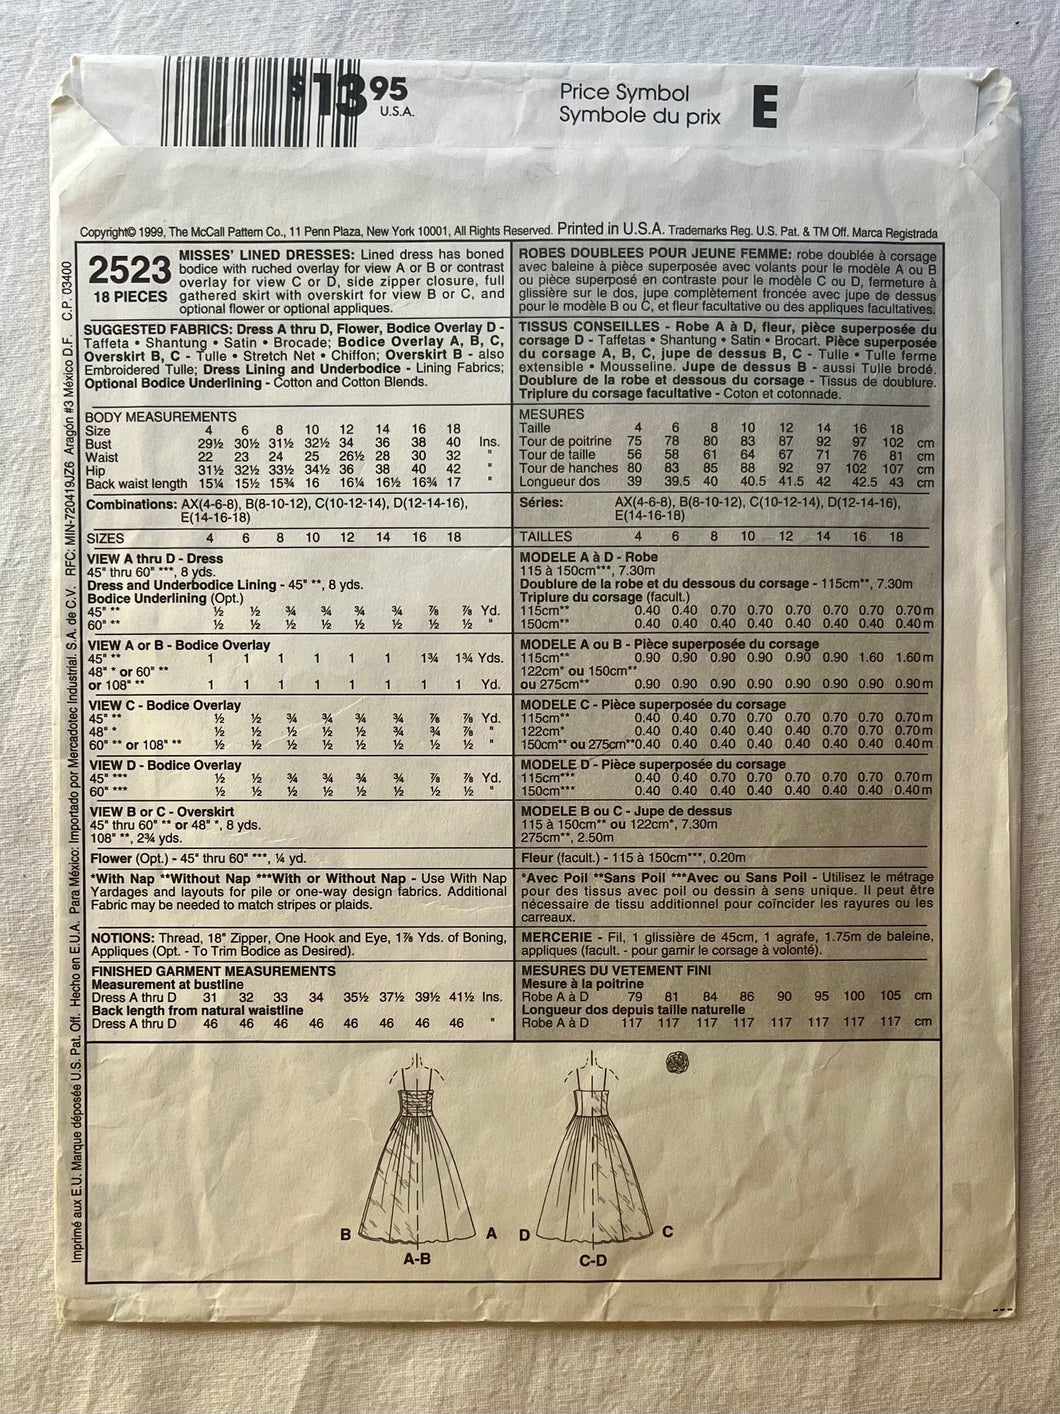 $13.95
U.S.A.
Price Symbol
Symbole du prix
E
Copyright© 1999, The McCall Pattern Co., 11 Penn Plaza, New York 10001, All Rights Reserved. Printed in U.S.A. Trademarks Reg. U.S. Pat. & TM Off. Marca Registrada
2523
18 PIECES
MISSES' LINED DRESSES: Lined dress has boned
bodice with ruched overlay for view A or B or contrast
overlay for view C or D, side zipper closure, full
gathered skirt with overskirt for view B or C, and
optional flower or optional appliques.
SUGGESTED FABRICS: Dress A thru D, Flower, Bodice Overlay D -
Taffeta • Shantung • Satin • Brocade; Bodice Overlay A, B, C,
Overskirt B, C - Tulle • Stretch Net • Chiffon; Overskirt B - also
Embroidered Tulle; Dress Lining and Underbodice - Lining Fabrics;
Optional Bodice Underlining - Cotton and Cotton Blends.
BODY MEASUREMENTS
Size 4 6 8 10 12 14 16 18
Bust 29½ 30½ 31½ 32½ 34 36 38 40 Ins.
Waist 22 23 24 25 26½ 28 30 32 "
Hip 31½ 32½ 33½ 34½ 36 38 40 42 "
Back waist length 15¼ 15½ 15¾ 16 16¼ 16½ 16¾ 17 "
Combinations: AX(4-6-8), B(8-10-12), C(10-12-14), D(12-14-16),
E(14-16-18)
SIZES 4 6 8 10 12 14 16 18
VIEW A thru D - Dress
45" thru 60" ***, 8 yds.
Dress and Underbodice Lining - 45" **, 8 yds.
Bodice Underlining (Opt.)
45" ** ½ ½ ¾ ¾ ¾ ¾ ⅞ ⅞ Yd.
60" ** ½ ½ ½ ½ ½ ½ ½ ½ "
VIEW A or B - Bodice Overlay
45" ** 1 1 1 1 1 1 1¾ 1¾ Yds.
48" * or 60" **
or 108" ** 1 1 1 1 1 1 1 1 Yd.
VIEW C - Bodice Overlay
45" ** ½ ½ ¾ ¾ ¾ ¾ ⅞ ⅞ Yd.
48" * ½ ½ ½ ½ ½ ¾ ¾ ⅞ "
60" ** or 108" ** ½ ½ ½ ½ ½ ½ ½ ½ "
VIEW D - Bodice Overlay
45" *** ½ ½ ¾ ¾ ¾ ¾ ⅞ ⅞ Yd.
60" *** ½ ½ ½ ½ ½ ½ ½ ½ "
VIEW B or C - Overskirt
45" thru 60" ** or 48" *, 8 yds.
108" **, 2¾ yds.
Flower (Opt.) - 45" thru 60" ***, ¼ yd.
*With Nap **Without Nap ***With or Without Nap - Use With Nap
Yardages and layouts for pile or one-way design fabrics. Additional
Fabric may be needed to match stripes or plaids.
NOTIONS: Thread, 18" Zipper, One Hook and Eye, 1⅞ Yds. of Boning,
Appliques (Opt. - To Trim Bodice as Desired).
FINISHED GARMENT MEASUREMENTS
Measurement at bustline
Dress A thru D 31 32 33 34 35½ 37½ 39½ 41½ Ins.
Back length from natural waistline
Dress A thru D 46 46 46 46 46 46 46 46 "
ROBES DOUBLEES POUR JEUNE FEMME: robe doublée à corsage
avec baleine à pièce superposée avec volants pour le modèle A ou B
ou pièce superposé en contraste pour le modèle C ou D, fermeture à
glissière sur le dos, jupe complètement froncée avec jupe de dessus
pour le modèle B ou C, et fleur facultative ou des appliques facultatives.
TISSUS CONSEILLES - Robe A à D, fleur, pièce superposée du
corsage D - Taffetas • Shantung • Satin • Brocart. Pièce superposée
du corsage A, B, C, jupe de dessus B, C - Tulle • Tulle ferme
extensible • Mousseline. Jupe de dessus B - aussi Tulle brodé.
Doublure de la robe et dessous du corsage - Tissus de doublure.
Triplure du corsage facultative - Coton et cotonnade.
MESURES
Taille 4 6 8 10 12 14 16 18
Tour de poitrine 75 78 80 83 87 92 97 102 cm
Tour de taille 56 58 61 64 67 71 76 81 cm
Tour de hanches 80 83 85 88 92 97 102 107 cm
Longueur dos 39 39.5 40 40.5 41.5 42 42.5 43 cm
Séries: AX(4-6-8), B(8-10-12), C(10-12-14), D(12-14-16),
E(14-16-18)
TAILLES 4 6 8 10 12 14 16 18
MODELE A à D - Robe
115 à 150cm***, 7.30m
Doublure de la robe et du dessous du corsage - 115cm**, 7.30m
Triplure du corsage (facult.)
115cm** 0.40 0.40 0.70 0.70 0.70 0.70 0.70 0.70 m
150cm** 0.40 0.40 0.40 0.40 0.40 0.40 0.40 0.40 m
MODELE A ou B - Pièce superposée du corsage
115cm** 0.90 0.90 0.90 0.90 0.90 0.90 1.60 1.60 m
122cm* ou 150cm**
ou 275cm** 0.90 0.90 0.90 0.90 0.90 0.90 0.90 0.90 m
MODELE C - Pièce superposée du corsage
115cm** 0.40 0.40 0.70 0.70 0.70 0.70 0.70 0.70 m
122cm* 0.40 0.40 0.40 0.40 0.40 0.70 0.70 0.70 m
150cm** ou 275cm** 0.40 0.40 0.40 0.40 0.40 0.40 0.40 0.40 m
MODELE D - Pièce superposée du corsage
115cm*** 0.40 0.40 0.70 0.70 0.70 0.70 0.70 0.70 m
150cm*** 0.40 0.40 0.40 0.40 0.40 0.40 0.40 0.40 m
MODELE B ou C - Jupe de dessus
115 à 150cm** ou 122cm*, 7.30m
275cm**, 2.50m
Fleur (facult.) - 115 à 150cm***, 0.20m
*Avec Poil **Sans Poil ***Avec ou Sans Poil - Utilisez le métrage
pour des tissus avec poil ou dessin à sens unique. Il peut être
nécessaire de tissu additionnel pour coïncider les rayures ou les
carreaux.
MERCERIE - Fil, 1 glissière de 45cm, 1 agrafe, 1.75m de baleine,
appliques (facult. - pour garnir le corsage à volonté).
MESURES DU VETEMENT FINI
Mesure à la poitrine
Robe A à D 79 81 84 86 90 95 100 105 cm
Longueur dos depuis taille naturelle
Robe A à D 117 117 117 117 117 117 117 117 cm
B A D C
A-B C-D
Imprimé aux E.U. Marque déposée U.S. Pat. Off. Hecho en E.U.A. Para México: Importado por Mercadotec Industrial. S.A. de C.V. RFC: MIN-720419JZ6 Aragón #3 México D.F. C.P. 03400